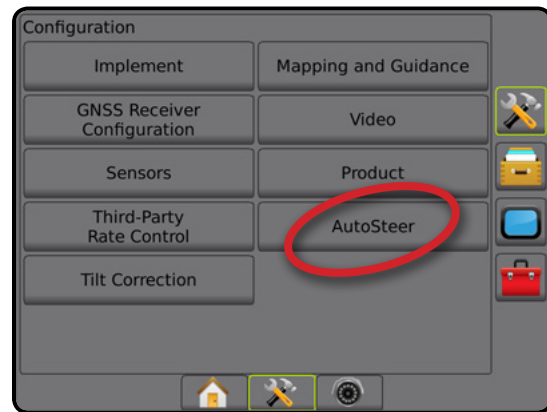 Configuration
Implement
Mapping and Guidance
GNSS Receiver
Configuration
Video
Sensors
Product
Third-Party
Rate Control
AutoSteer
Tilt Correction